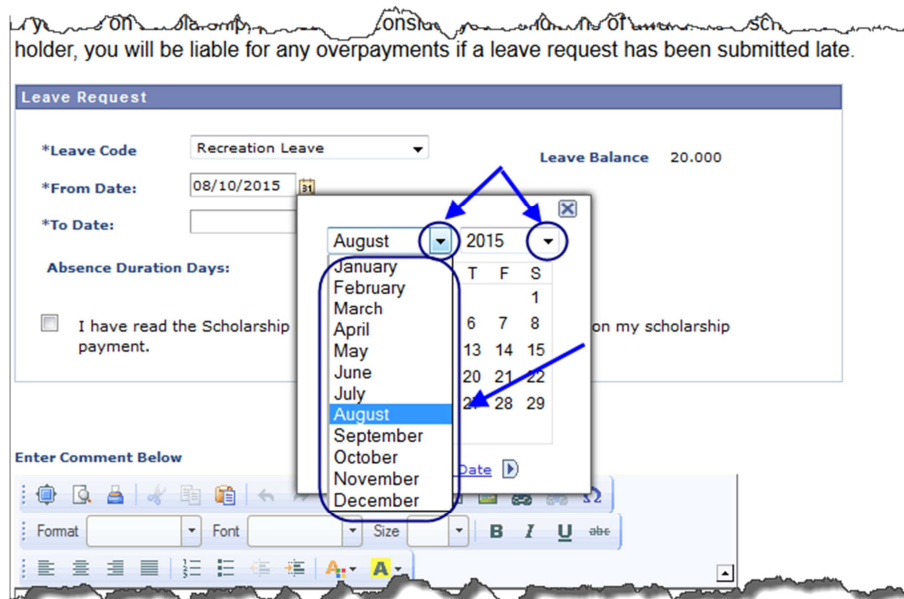 holder, you will be liable for any overpayments if a leave request has been submitted late.
Leave Request
*Leave Code Recreation Leave Leave Balance 20.000
*From Date: 08/10/2015 31
*To Date:
August 2015
Absence Duration Days:
T F S
1
6 7 8
13 14 15
20 21 22
27 28 29
January
February
March
April
May
June
July
August
September
October
November
December
I have read the Scholarship on my scholarship
payment.
Date
Enter Comment Below
Format Font Size B I U abc
A A